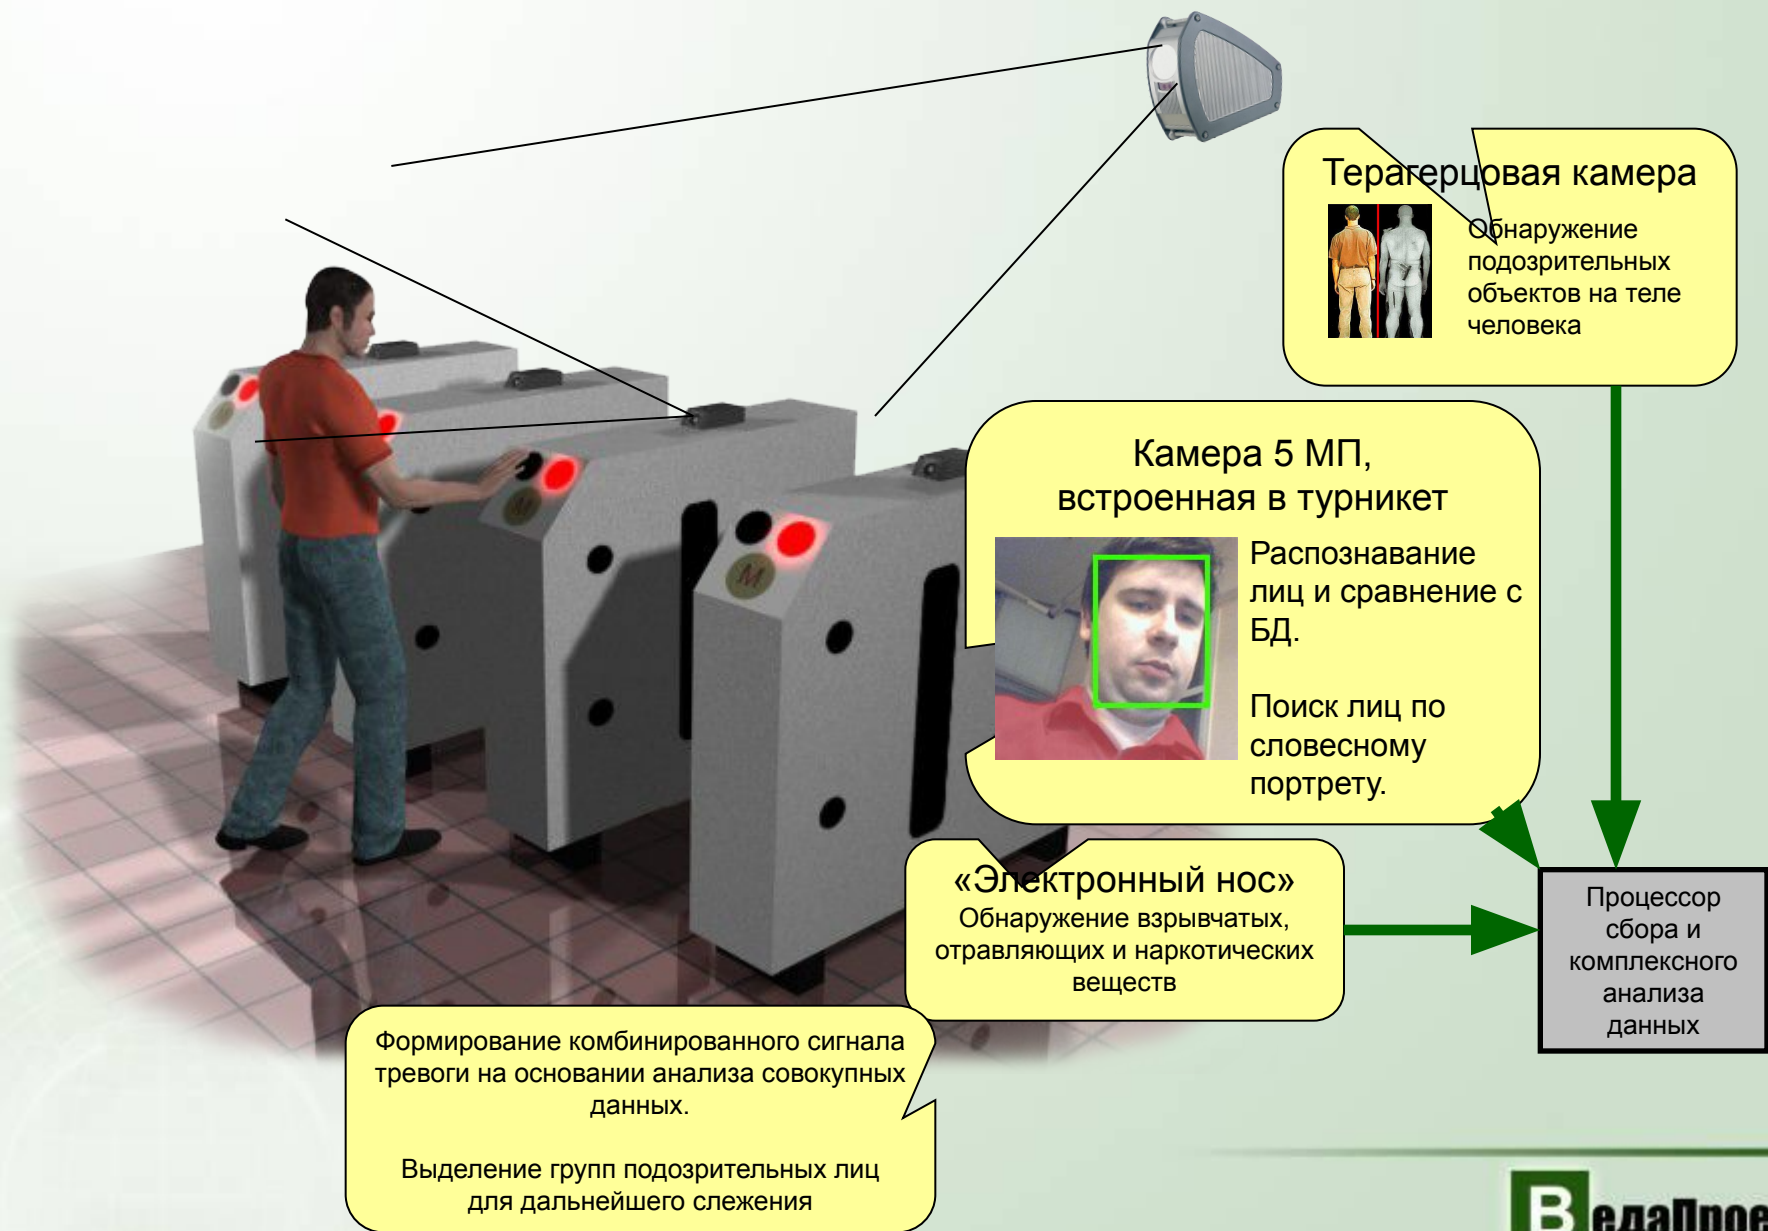 Терагерцовая камера
Обнаружение
подозрительных
объектов на теле
человека
Камера 5 МП,
встроенная в турникет
Распознавание
лиц и сравнение с
БД.
Поиск лиц по
словесному
портрету.
«Электронный нос»
Обнаружение взрывчатых,
отравляющих и наркотических
веществ
Процессор
сбора и
комплексного
анализа
данных
Формирование комбинированного сигнала
тревоги на основании анализа совокупных
данных.
Выделение групп подозрительных лиц
для дальнейшего слежения
М
М
ВедаПрое